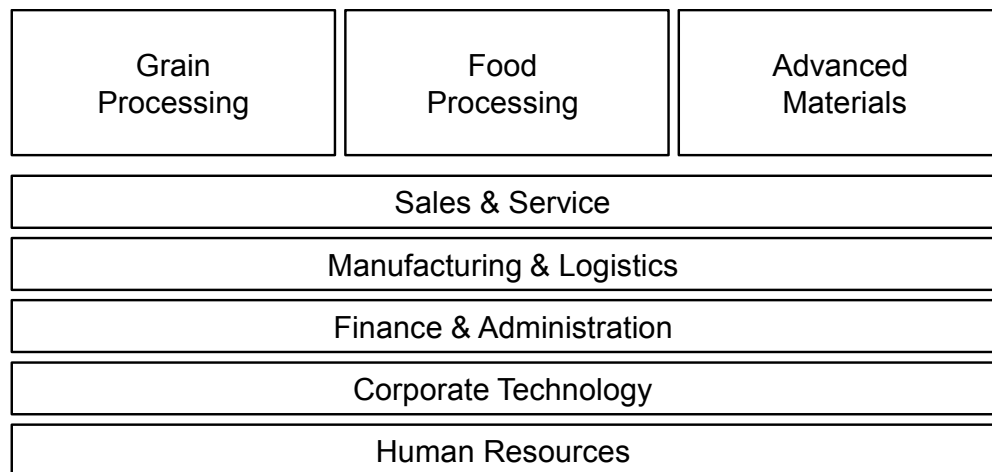 Grain
Processing
Food
Processing
Advanced
Materials
Sales & Service
Manufacturing & Logistics
Finance & Administration
Corporate Technology
Human Resources